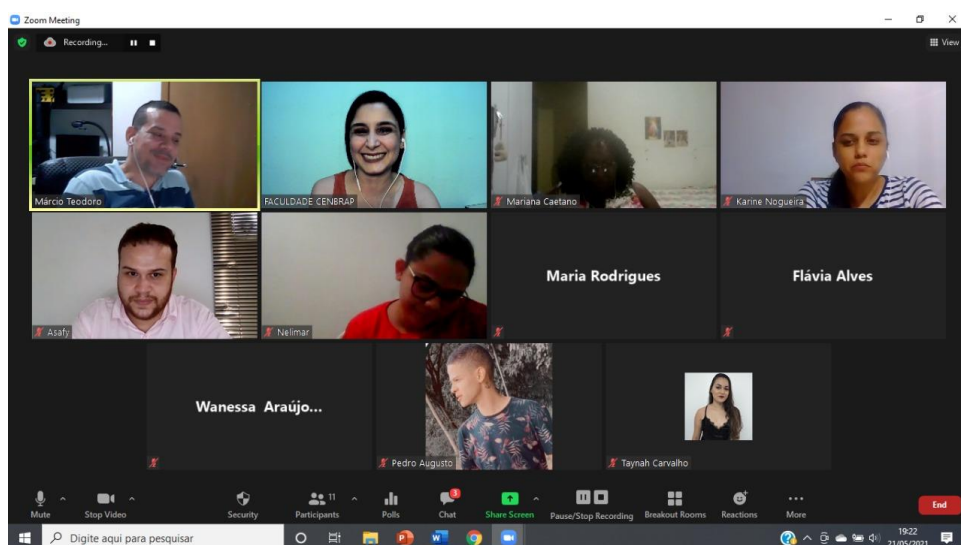 Zoom Meeting
Recording...
View
Márcio Teodoro
FACULDADE CENBRAP
Mariana Caetano
Karine Nogueira
Asafy
Nelimar
Maria Rodrigues
Flávia Alves
Wanessa Araújo...
Pedro Augusto
Taynah Carvalho
Mute
Stop Video
Security
Participants
11
Polls
Chat
3
Share Screen
Pause/Stop Recording
Breakout Rooms
Reactions
More
End
Digite aqui para pesquisar
19:22
21/05/2021